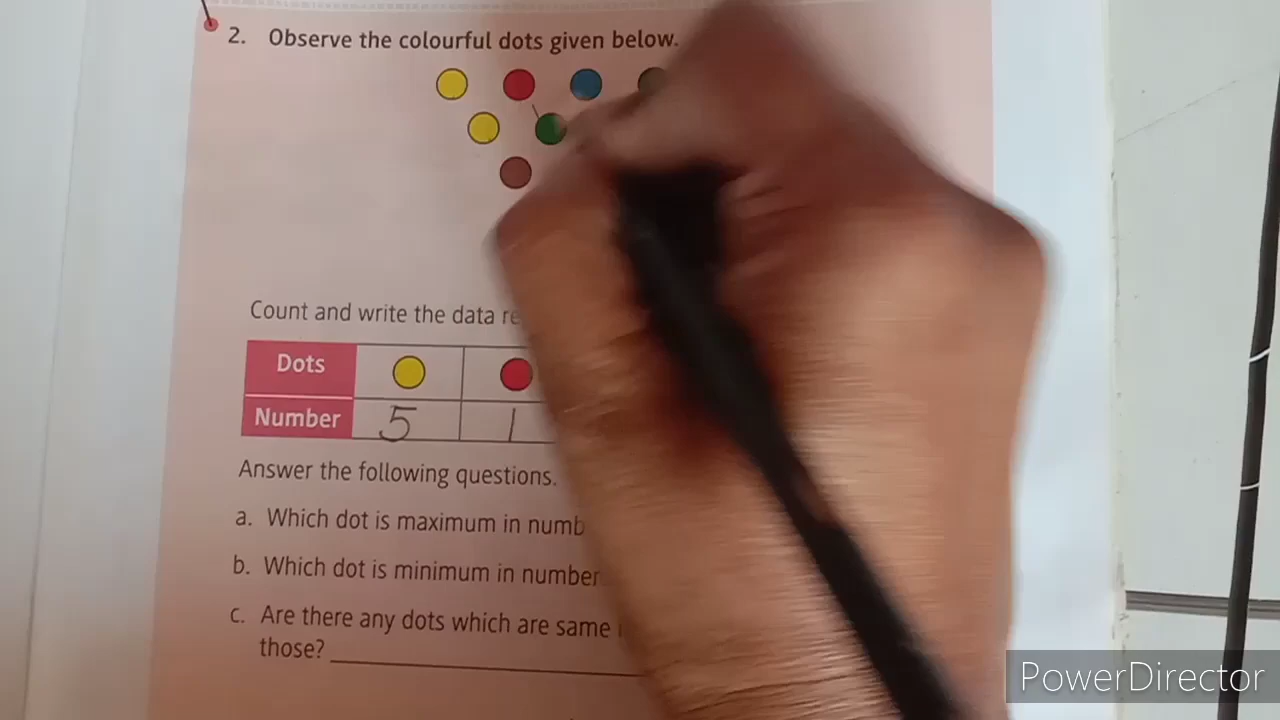 2. Observe the colourful dots given below.
Count and write the data
Dots
Number 5 1
Answer the following questions.
a. Which dot is maximum in
b. Which dot is minimum in number
c. Are there any dots which are same
those?
PowerDirector